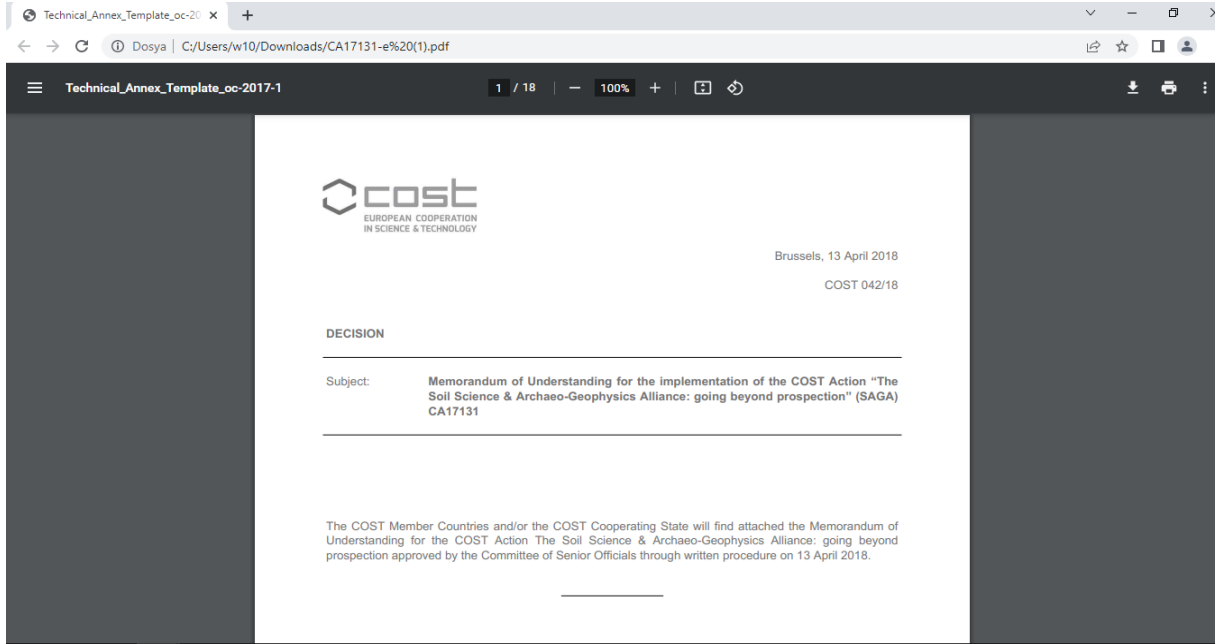 Technical_Annex_Template_oc-20
Dosya | C:/Users/w10/Downloads/CA17131-e%20(1).pdf
Technical_Annex_Template_oc-2017-1
1 / 18
100%
cost
EUROPEAN COOPERATION
IN SCIENCE & TECHNOLOGY
Brussels, 13 April 2018
COST 042/18
DECISION
Subject: Memorandum of Understanding for the implementation of the COST Action “The
Soil Science & Archaeo-Geophysics Alliance: going beyond prospection” (SAGA)
CA17131
The COST Member Countries and/or the COST Cooperating State will find attached the Memorandum of
Understanding for the COST Action The Soil Science & Archaeo-Geophysics Alliance: going beyond
prospection approved by the Committee of Senior Officials through written procedure on 13 April 2018.